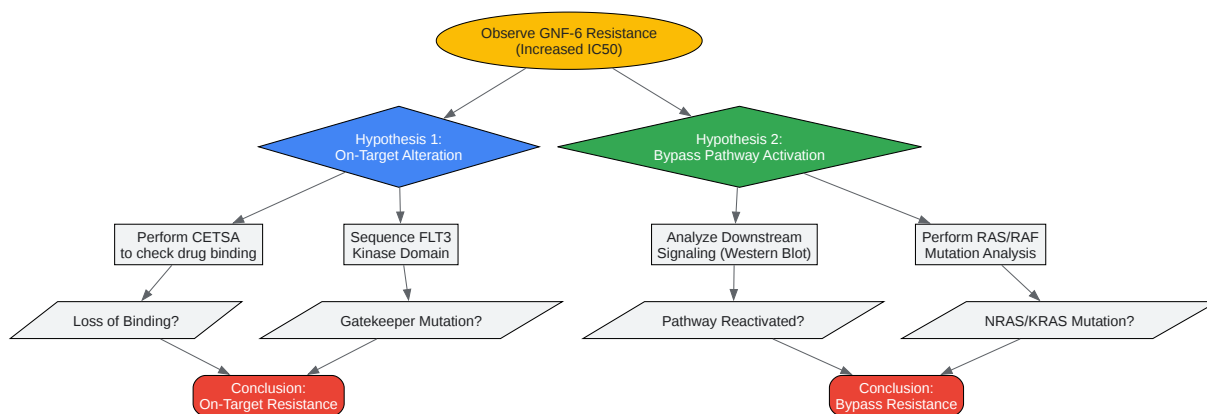 Observe GNF-6 Resistance
(Increased IC50)
Hypothesis 1:
On-Target Alteration
Hypothesis 2:
Bypass Pathway Activation
Perform CETSA
to check drug binding
Sequence FLT3
Kinase Domain
Analyze Downstream
Signaling (Western Blot)
Perform RAS/RAF
Mutation Analysis
Loss of Binding?
Gatekeeper Mutation?
Pathway Reactivated?
NRAS/KRAS Mutation?
Conclusion:
On-Target Resistance
Conclusion:
Bypass Resistance